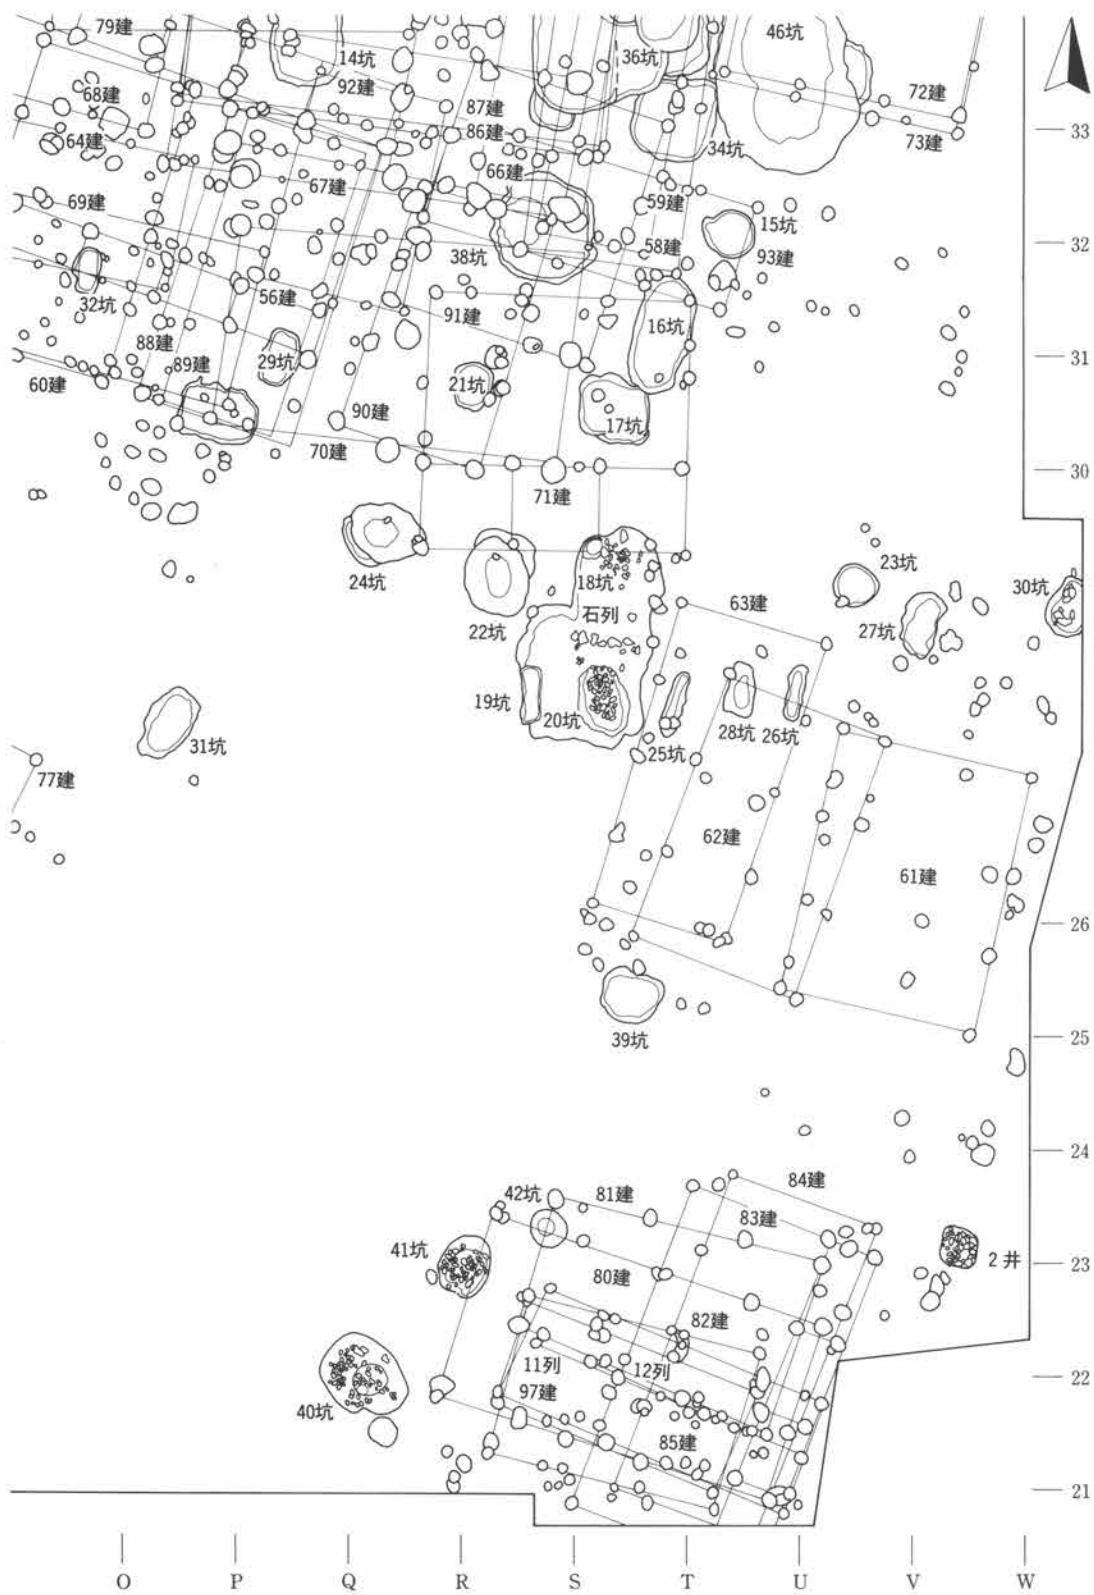 79建
14坑
36坑
46坑
92建
72建
68建
87建
33
86建
73建
64建
34坑
66建
67建
59建
69建
15坑
58建
32
38坑
93建
56建
32坑
91建
16坑
88建
29坑
31
89建
60建
21坑
90建
17坑
70建
30
71建
24坑
18坑
23坑
22坑
石列
63建
30坑
27坑
19坑
20坑
28坑
26坑
31坑
25坑
77建
62建
61建
26
39坑
25
24
84建
42坑
81建
83建
41坑
2井
23
80建
82建
11列
12列
22
97建
40坑
85建
21
O P Q R S T U V W